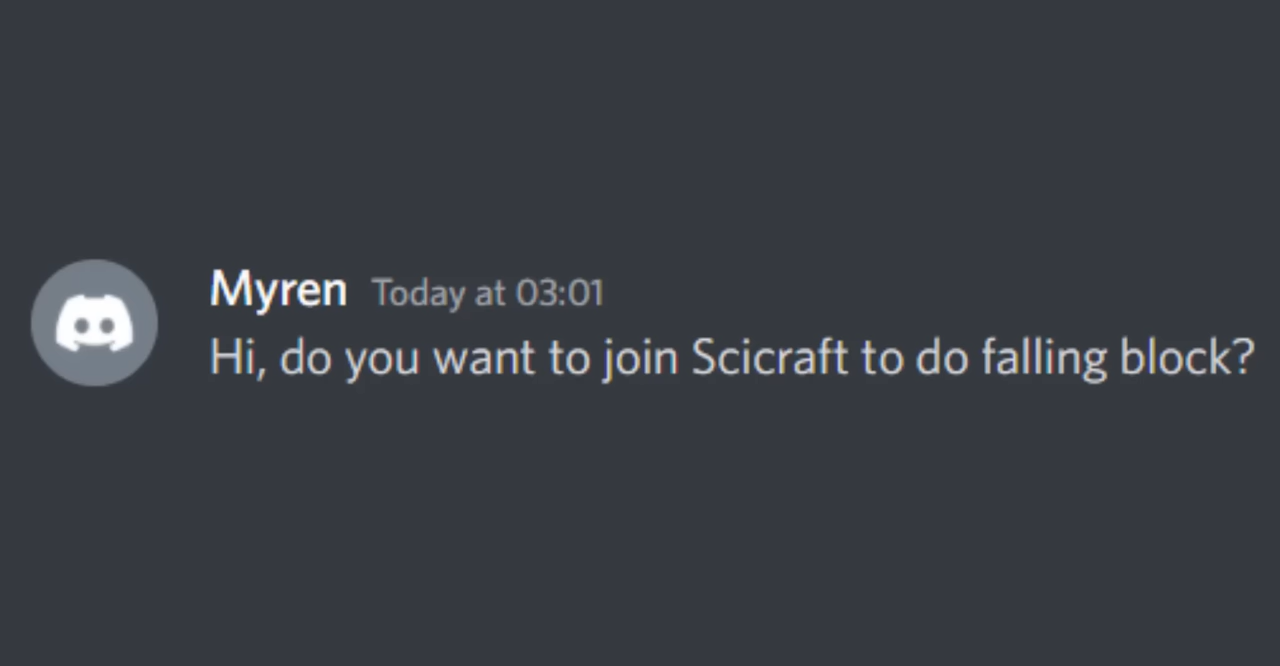 Myren Today at 03:01
Hi, do you want to join Scicraft to do falling block?